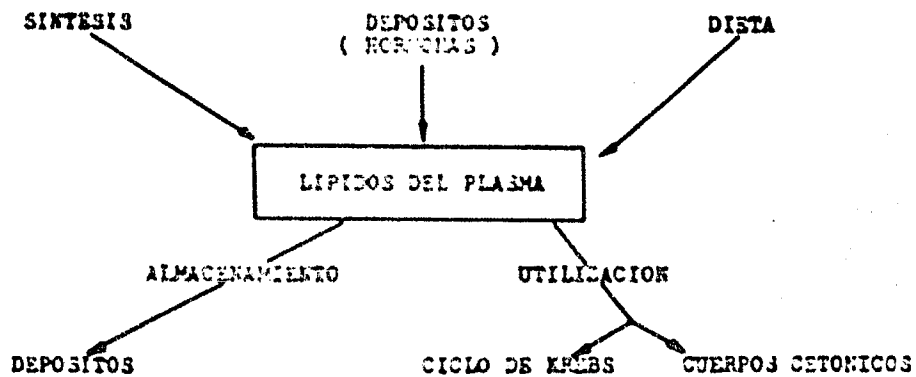 SINTESIS
DEPOSITOS
( HORMONAS )
DIETA
LIPIDOS DEL PLASMA
ALMACENAMIENTO
UTILIZACION
DEPOSITOS
CICLO DE KREBS
CUERPOS CETONICOS